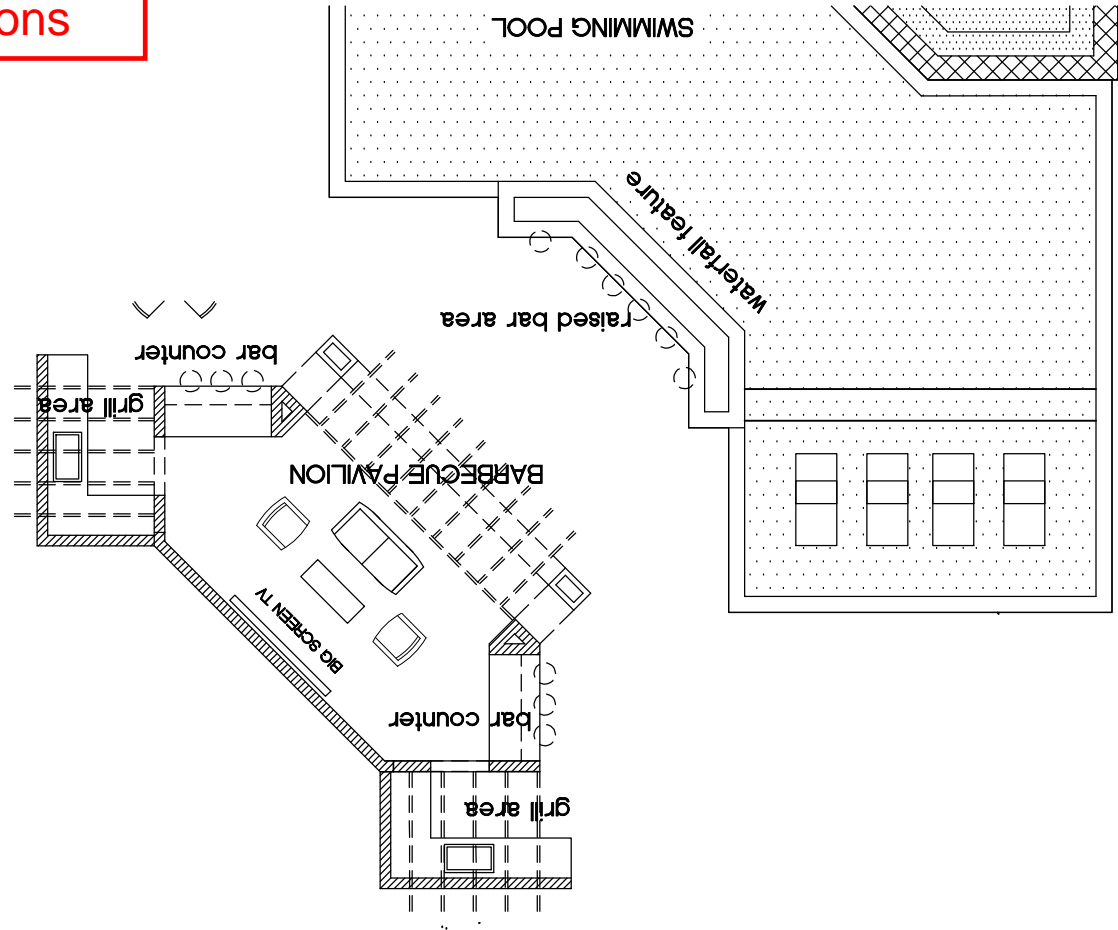 ons
SWIMMING POOL
waterfall feature
raised bar area
bar counter
grill area
BARBECUE PAVILION
BIG SCREEN TV
bar counter
grill area